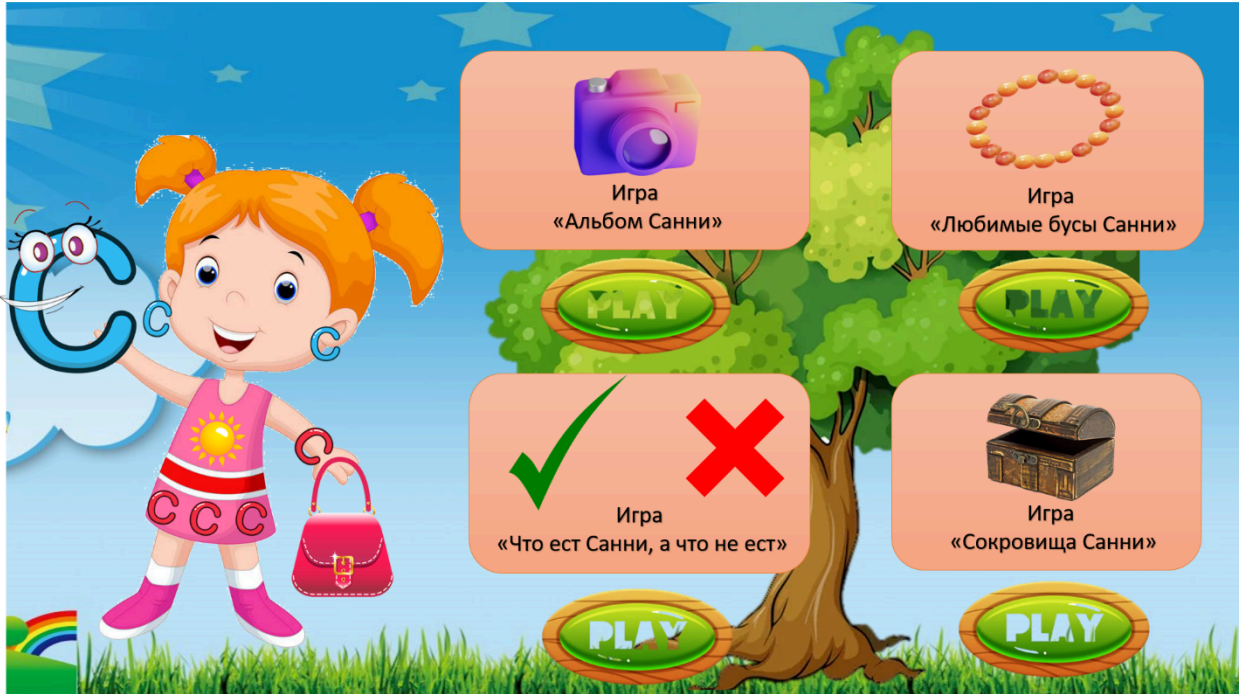 Игра
«Альбом Санни»
Игра
«Любимые бусы Санни»
PLAY
PLAY
С
С
С
С
С С С
Игра
«Что ест Санни, а что не ест»
Игра
«Сокровища Санни»
PLAY
PLAY